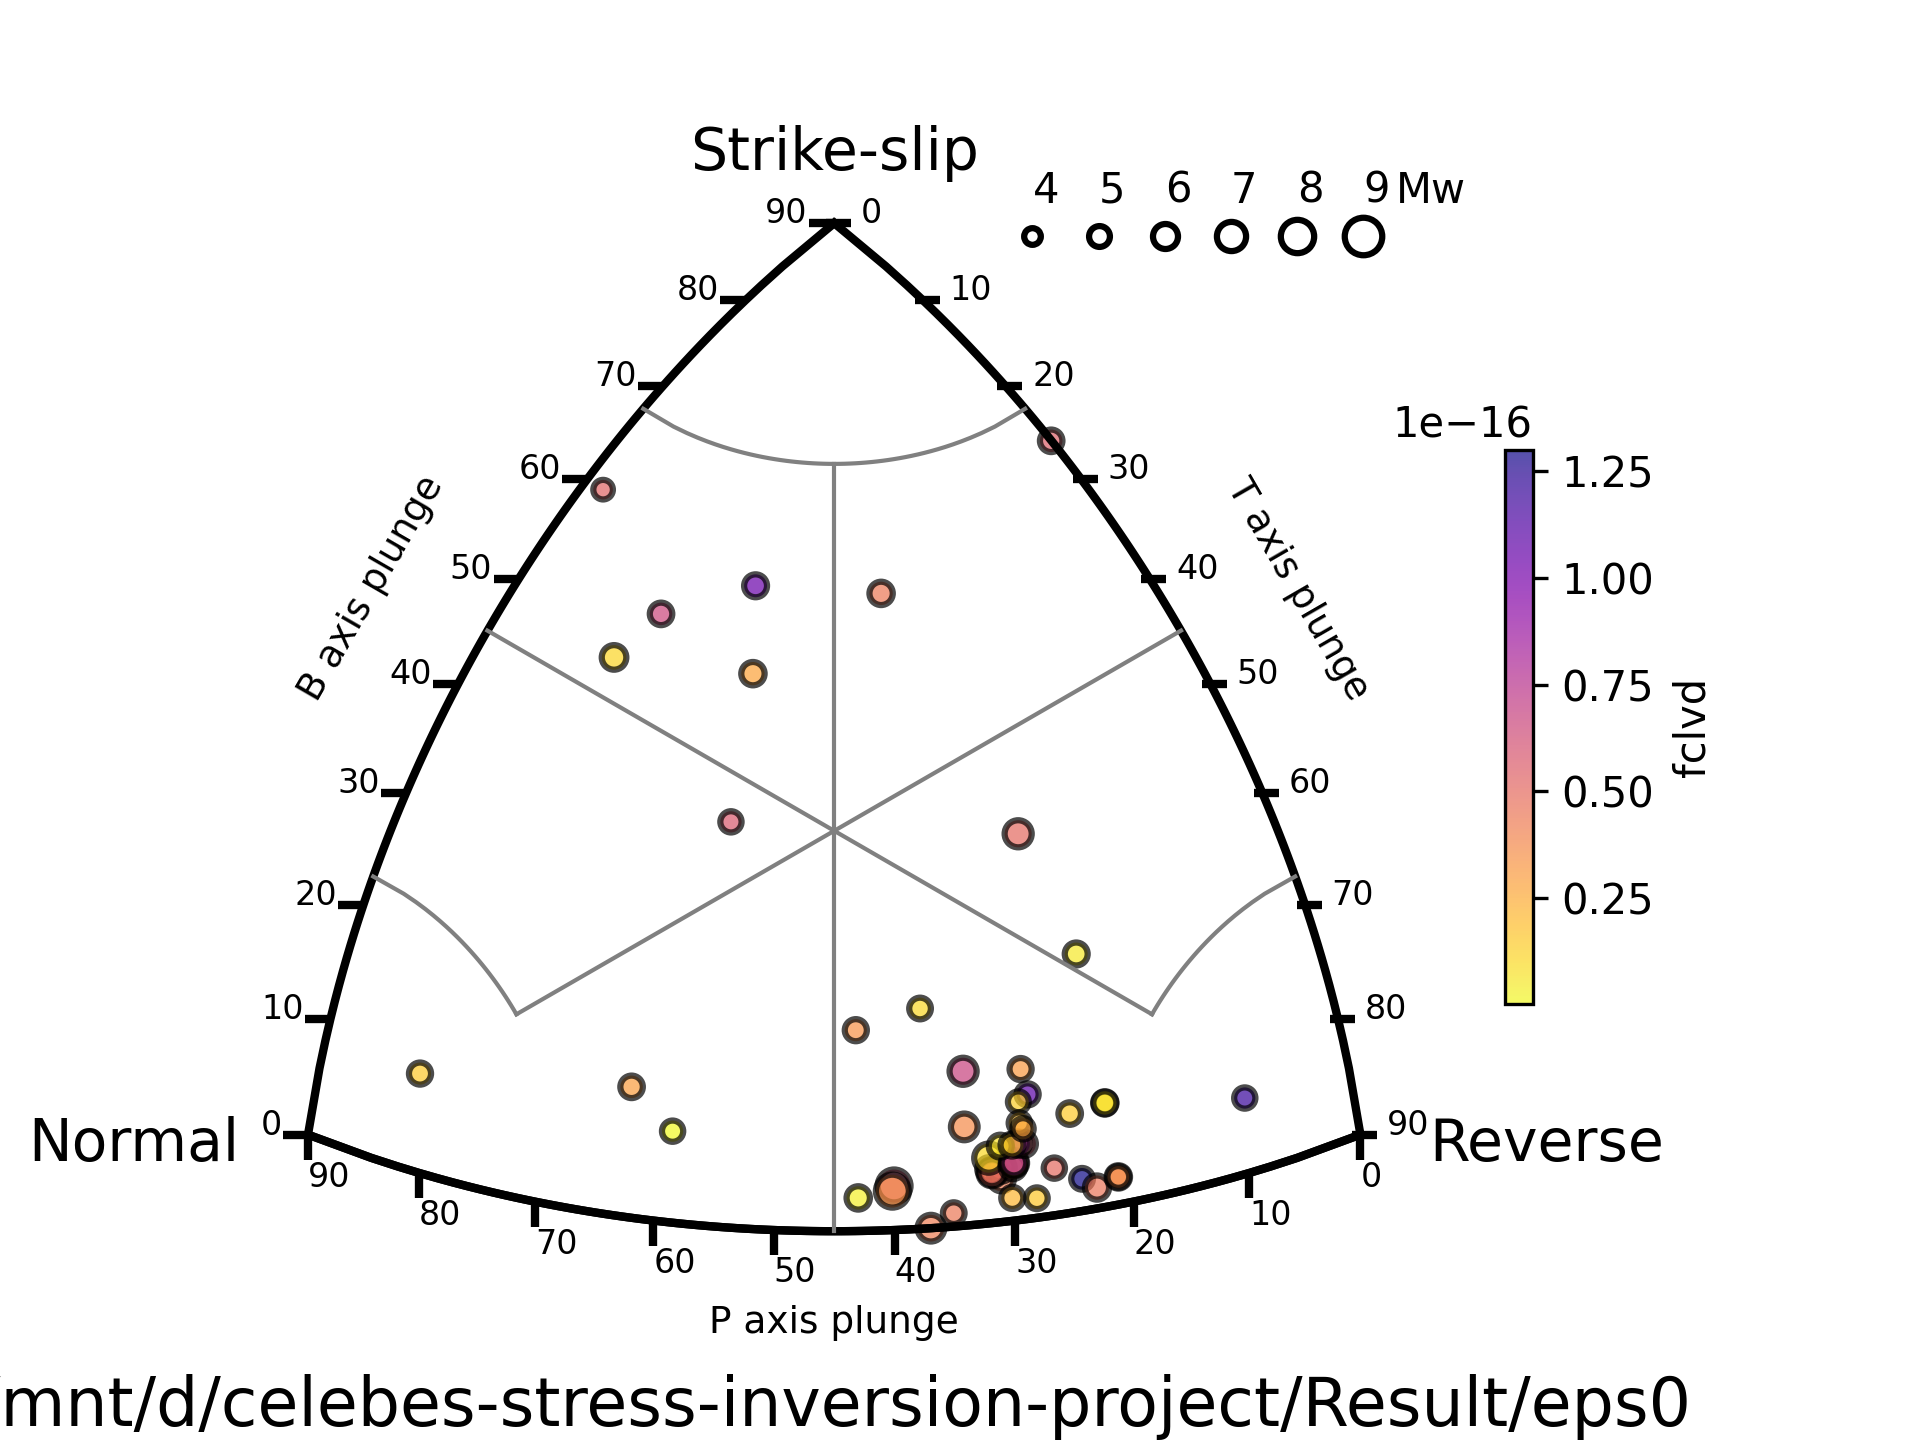 Strike-slip
4 5 6 7 8 9 Mw
90 0
80 10
70 20
60 30
50 40
40 50
30 60
20 70
10 80
0 90
B axis plunge
T axis plunge
Normal
Reverse
90 80 70 60 50 40 30 20 10 0
P axis plunge
1e−16
1.25
1.00
0.75
0.50
0.25
fclvd
mnt/d/celebes-stress-inversion-project/Result/eps0